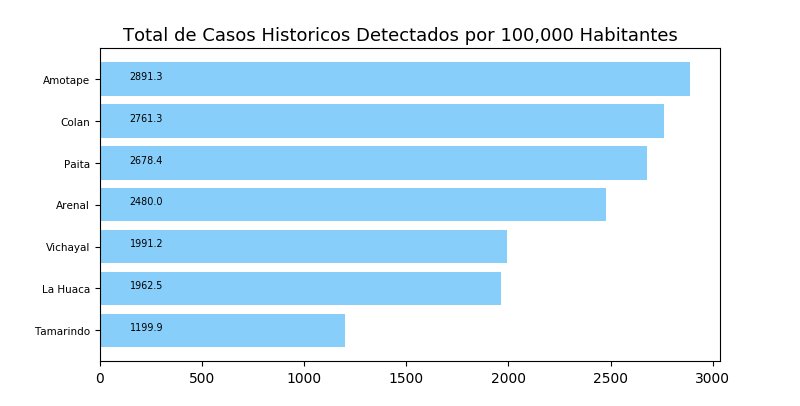 Total de Casos Historicos Detectados por 100,000 Habitantes
Amotape 2891.3
Colan 2761.3
Paita 2678.4
Arenal 2480.0
Vichayal 1991.2
La Huaca 1962.5
Tamarindo 1199.9
0 500 1000 1500 2000 2500 3000